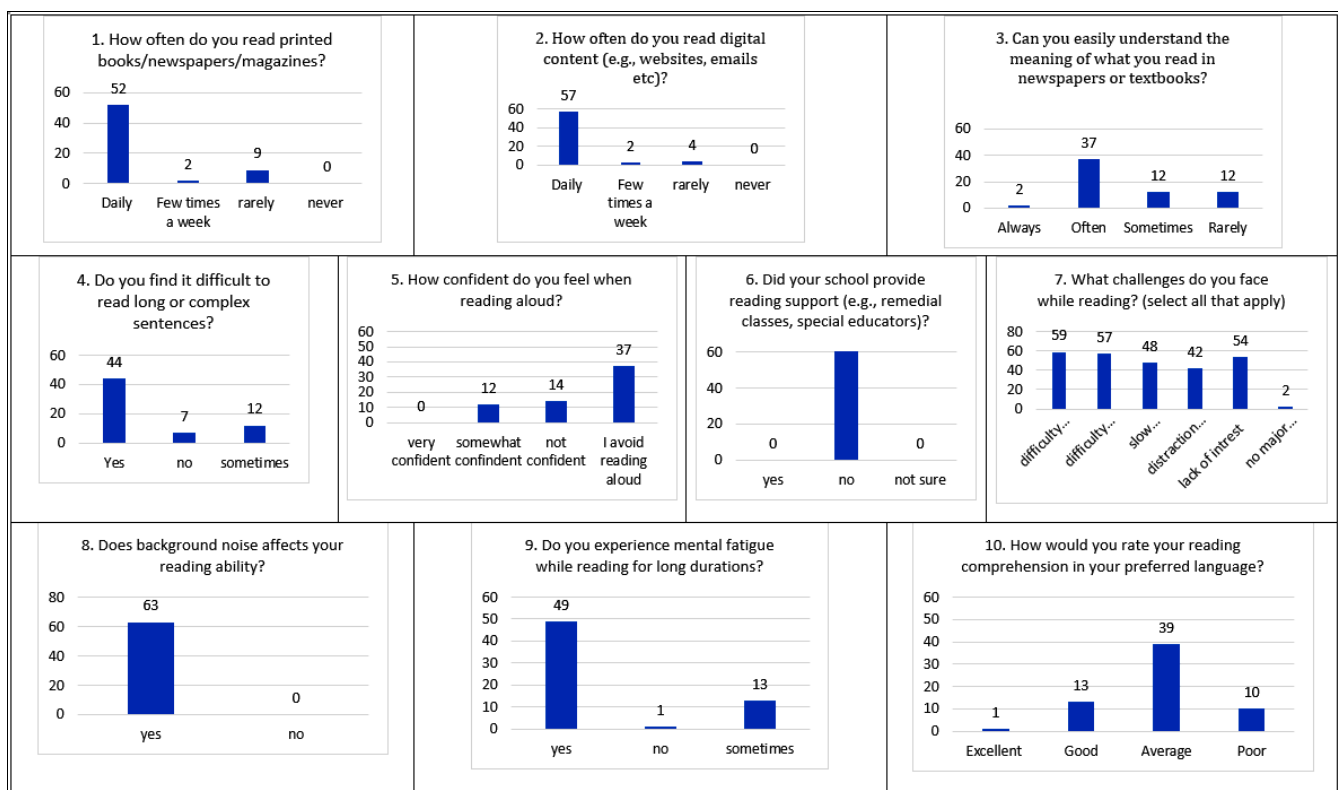 1. How often do you read printed
books/newspapers/magazines?
60
40
20
0
52
2
9
0
Daily
Few times
a week
rarely
never
2. How often do you read digital
content (e.g., websites, emails
etc)?
60
40
20
0
57
2
4
0
Daily
Few
times a
week
rarely
never
3. Can you easily understand the
meaning of what you read in
newspapers or textbooks?
60
40
20
0
2
37
12
12
Always
Often
Sometimes
Rarely
4. Do you find it difficult to
read long or complex
sentences?
60
40
20
0
44
7
12
Yes
no
sometimes
5. How confident do you feel when
reading aloud?
60
50
40
30
20
10
0
0
12
14
37
very
confident
somewhat
confindent
not
confident
I avoid
reading
aloud
6. Did your school provide
reading support (e.g., remedial
classes, special educators)?
60
40
20
0
0
0
yes
no
not sure
7. What challenges do you face
while reading? (select all that apply)
80
60
40
20
0
59
57
48
42
54
2
difficulty...
difficulty...
slow...
distraction...
lack of intrest
no major...
8. Does background noise affects your
reading ability?
80
60
40
20
0
63
0
yes
no
9. Do you experience mental fatigue
while reading for long durations?
60
50
40
30
20
10
0
49
1
13
yes
no
sometimes
10. How would you rate your reading
comprehension in your preferred language?
60
50
40
30
20
10
0
1
13
39
10
Excellent
Good
Average
Poor